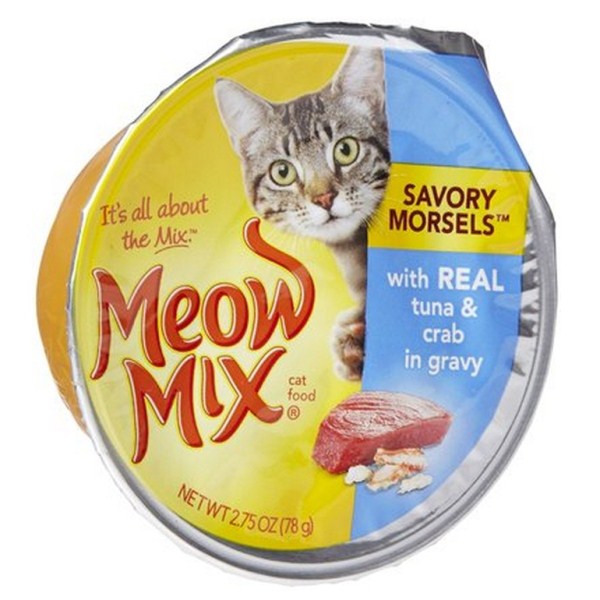 It's all about
the Mix.™
Meow
Mix
cat
food
®
NET WT 2.75 OZ (78 g)
SAVORY
MORSELS™
with REAL
tuna &
crab
in gravy